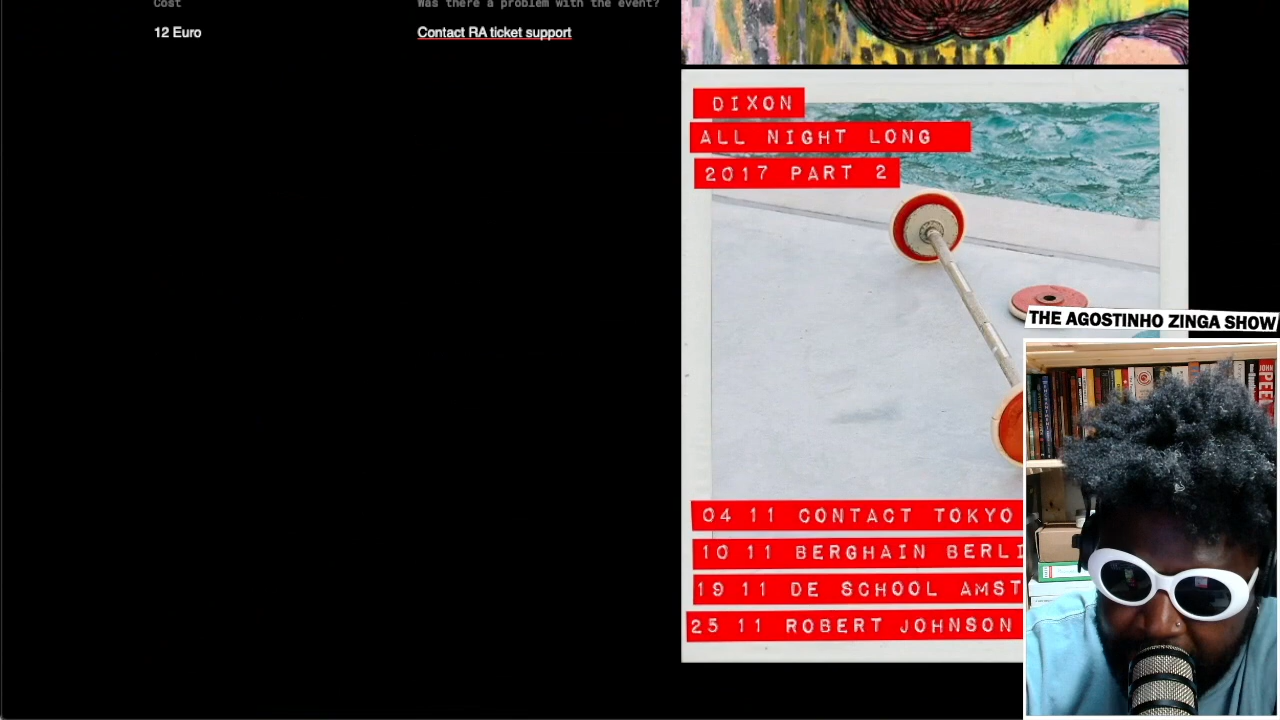 Cost
Was there a problem with the event?
12 Euro
Contact RA ticket support
DIXON
ALL NIGHT LONG
2017 PART 2
THE AGOSTINHO ZINGA SHOW
04 11 CONTACT TOKYO
10 11 BERGHAIN BERLI
19 11 DE SCHOOL AMST
25 11 ROBERT JOHNSON
JOHN
PEEL